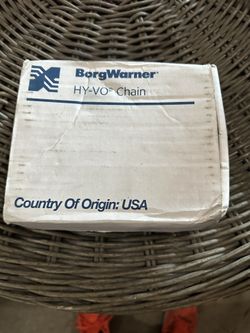 BorgWarner
HY-VO® Chain
Country Of Origin: USA